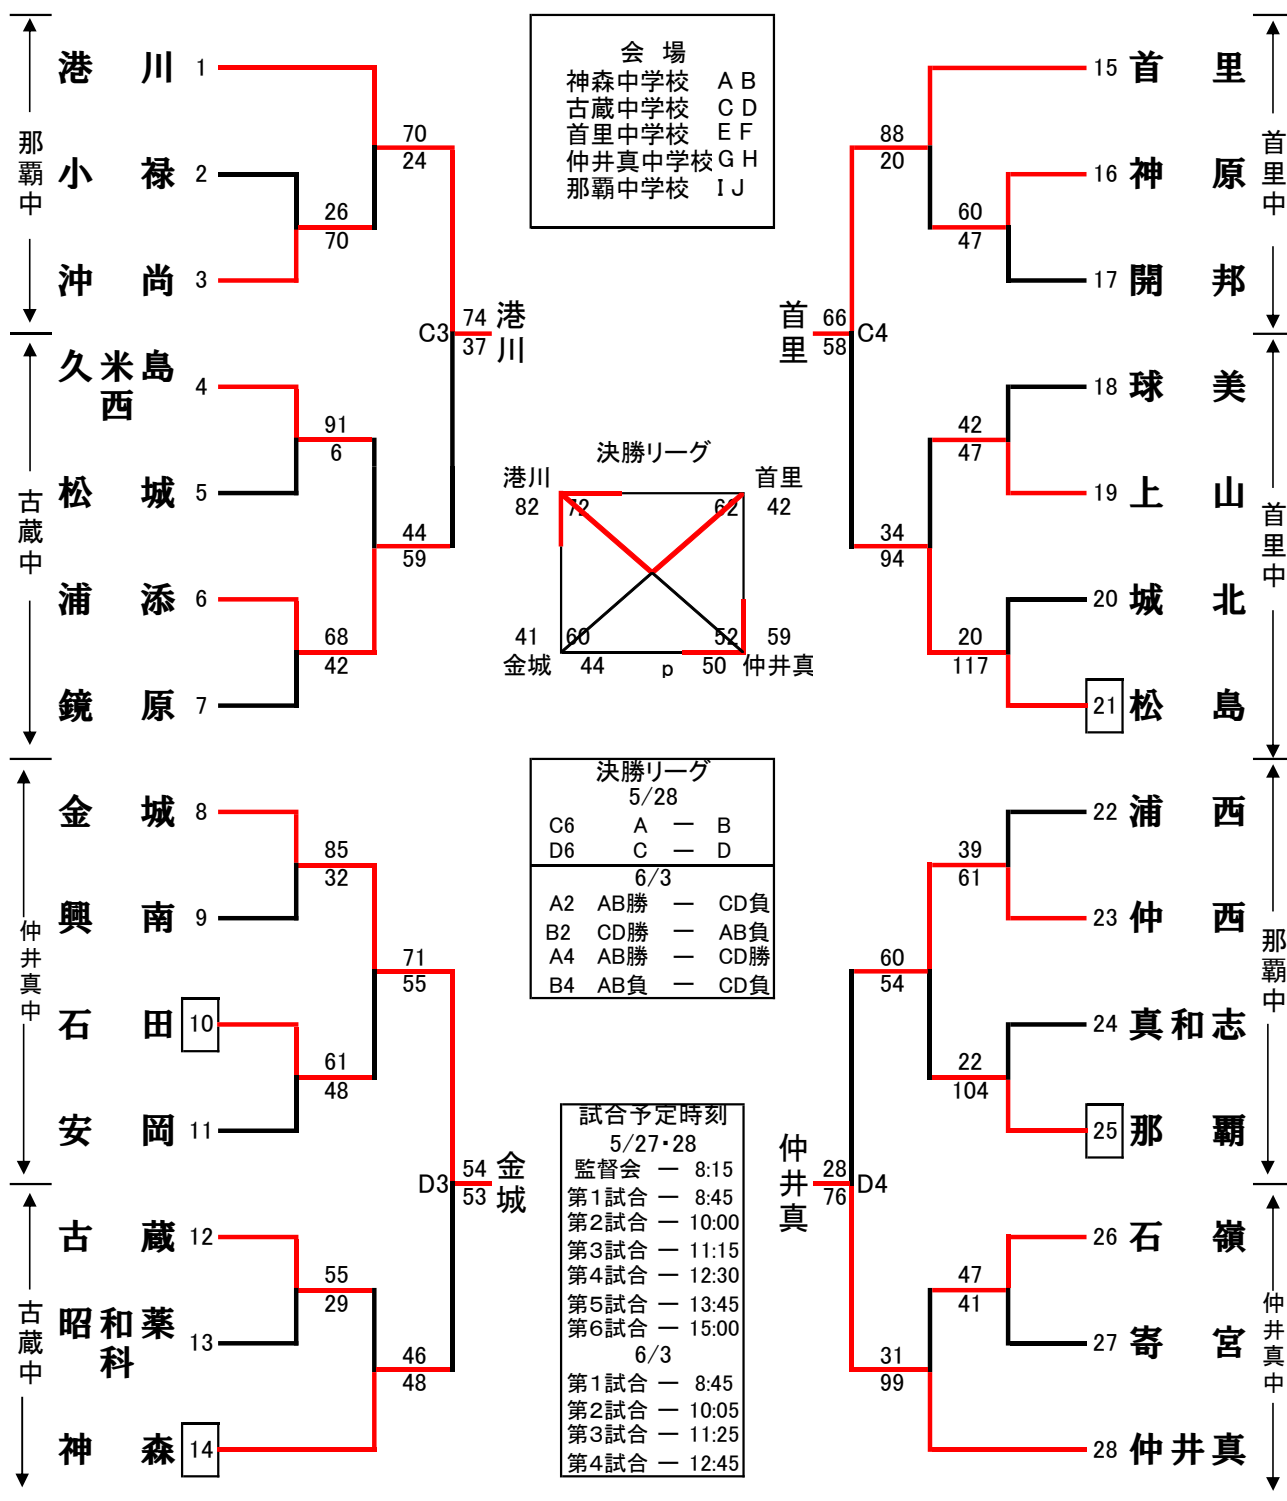 那覇中
港川 1
小禄 2
沖尚 3
70
24
26
70
古蔵中
久米島西 4
松城 5
浦添 6
鏡原 7
91
6
44
59
68
42
C3
74
37
港川
会場
神森中学校 A B
古蔵中学校 C D
首里中学校 E F
仲井真中学校 G H
那覇中学校 I J
首里中
15 首里
16 神原
17 開邦
88
20
60
47
首里
66
58
C4
首里中
18 球美
19 上山
20 城北
21 松島
42
47
34
94
20
117
決勝リーグ
港川 首里
82 72 62 42
41 60 52 59
金城 44 p 50 仲井真
仲井真中
金城 8
興南 9
石田 10
安岡 11
85
32
71
55
61
48
D3
54
53
金城
古蔵中
古蔵 12
昭和薬科 13
神森 14
55
29
46
48
決勝リーグ
5/28
C6 A ー B
D6 C ー D
6/3
A2 AB勝 ー CD負
B2 CD勝 ー AB負
A4 AB勝 ー CD勝
B4 AB負 ー CD負
試合予定時刻
5/27・28
監督会 ー 8:15
第1試合 ー 8:45
第2試合 ー 10:00
第3試合 ー 11:15
第4試合 ー 12:30
第5試合 ー 13:45
第6試合 ー 15:00
6/3
第1試合 ー 8:45
第2試合 ー 10:05
第3試合 ー 11:25
第4試合 ー 12:45
那覇中
22 浦西
23 仲西
24 真和志
25 那覇
39
61
60
54
22
104
仲井真
28
76
D4
仲井真中
26 石嶺
27 寄宮
28 仲井真
47
41
31
99